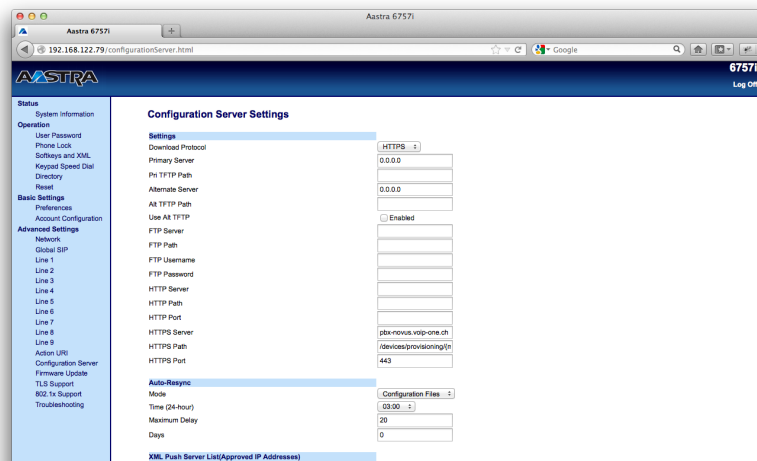 Aastra 6757i
Aastra 6757i
192.168.122.79/configurationServer.html
Google
AASTRA
6757i
Log Off
Status
System Information
Operation
User Password
Phone Lock
Softkeys and XML
Keypad Speed Dial
Directory
Reset
Basic Settings
Preferences
Account Configuration
Advanced Settings
Network
Global SIP
Line 1
Line 2
Line 3
Line 4
Line 5
Line 6
Line 7
Line 8
Line 9
Action URI
Configuration Server
Firmware Update
TLS Support
802.1x Support
Troubleshooting
Configuration Server Settings
Settings
Download Protocol HTTPS
Primary Server 0.0.0.0
Pri TFTP Path
Alternate Server 0.0.0.0
Alt TFTP Path
Use Alt TFTP Enabled
FTP Server
FTP Path
FTP Username
FTP Password
HTTP Server
HTTP Path
HTTP Port
HTTPS Server pbx-novus.voip-one.ch
HTTPS Path /devices/provisioning/{n
HTTPS Port 443
Auto-Resync
Mode Configuration Files
Time (24-hour) 03:00
Maximum Delay 20
Days 0
XML Push Server List(Approved IP Addresses)